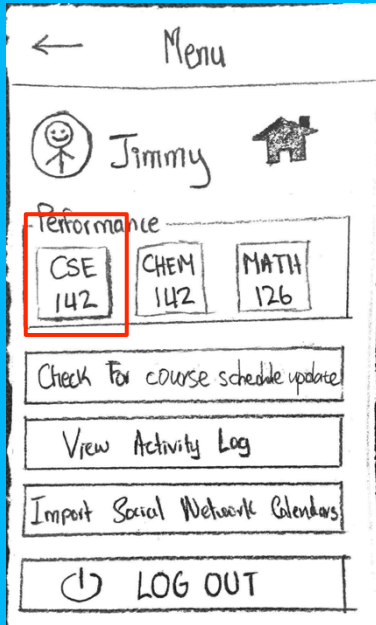 Menu
Jimmy
Performance
CSE 142
CHEM 142
MATH 126
Check For course schedule update
View Activity Log
Import Social Network Calendars
LOG OUT